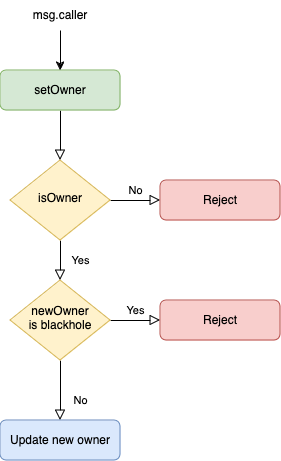 msg.caller
setOwner
isOwner
No
Reject
Yes
newOwner
is blackhole
Yes
Reject
No
Update new owner